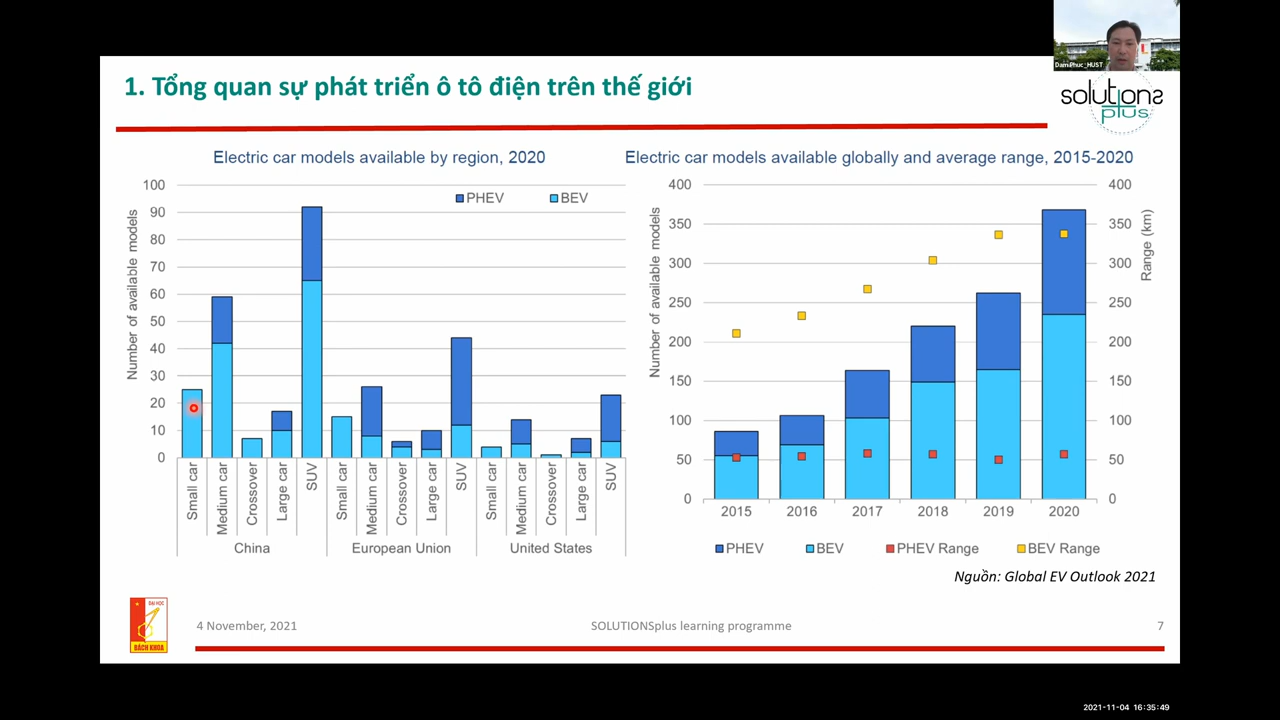 DamPhuc_HUST
solutions
plus
1. Tổng quan sự phát triển ô tô điện trên thế giới
Electric car models available by region, 2020
Number of available models
100
90
80
70
60
50
40
30
20
10
0
PHEV
BEV
Small car
Medium car
Crossover
Large car
SUV
Small car
Medium car
Crossover
Large car
SUV
Small car
Medium car
Crossover
Large car
SUV
China
European Union
United States
Electric car models available globally and average range, 2015-2020
Number of available models
400
350
300
250
200
150
100
50
0
400
350
300
250
200
150
100
50
0
Range (km)
2015
2016
2017
2018
2019
2020
PHEV
BEV
PHEV Range
BEV Range
Nguồn: Global EV Outlook 2021
ĐẠI HỌC
BÁCH KHOA
4 November, 2021
SOLUTIONSplus learning programme
7
2021-11-04 16:35:49